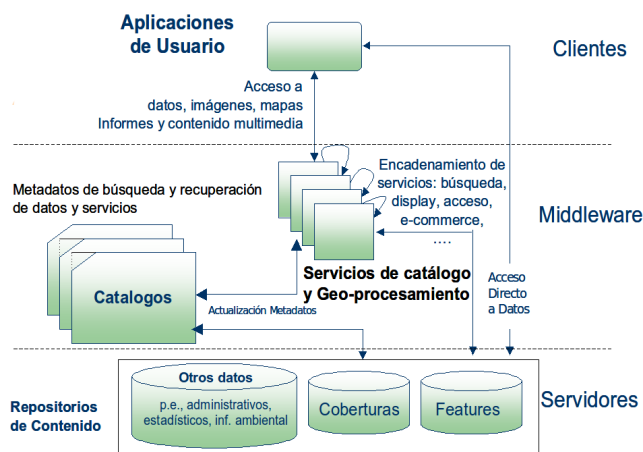 Aplicaciones
de Usuario
Clientes
Acceso a
datos, imágenes, mapas
Informes y contenido multimedia
Encadenamiento de
servicios: búsqueda,
display, acceso,
e-commerce,
....
Metadatos de búsqueda y recuperación
de datos y servicios
Middleware
Servicios de catálogo
y Geo-procesamiento
Catalogos
Actualización Metadatos
Acceso
Directo
a Datos
Repositorios
de Contenido
Otros datos
p.e., administrativos,
estadísticos, inf. ambiental
Coberturas
Features
Servidores